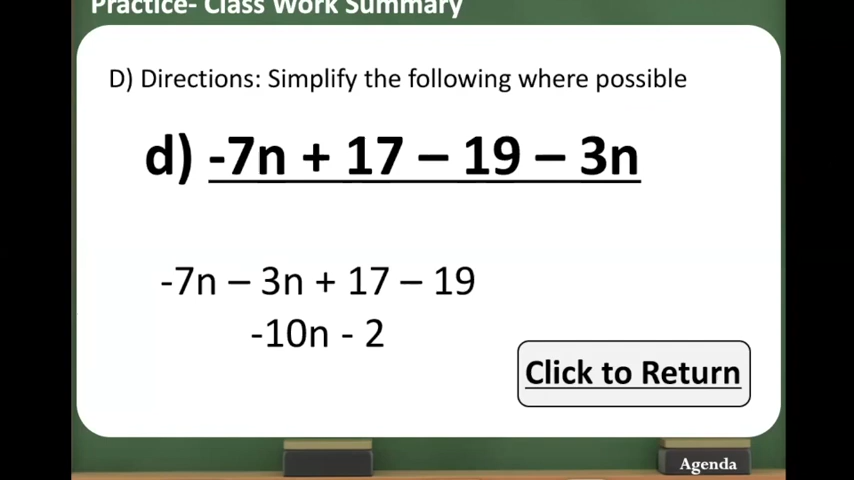 Practice- Class Work Summary
D) Directions: Simplify the following where possible
d) -7n + 17 – 19 – 3n
-7n – 3n + 17 – 19
-10n - 2
Click to Return
Agenda